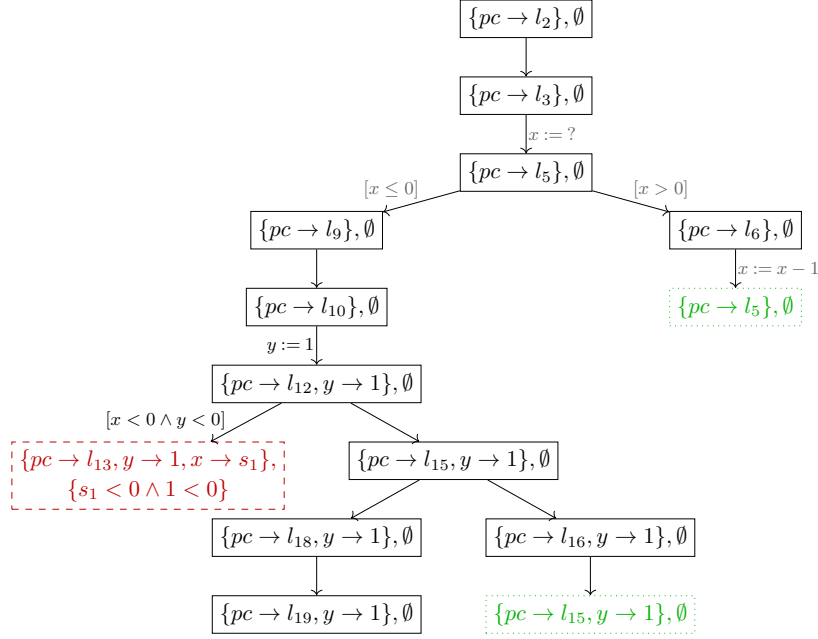 {pc → l₂}, ∅
{pc → l₃}, ∅
x := ?
{pc → l₅}, ∅
[x ≤ 0]
[x > 0]
{pc → l₉}, ∅
{pc → l₆}, ∅
x := x − 1
{pc → l₁₀}, ∅
{pc → l₅}, ∅
y := 1
{pc → l₁₂, y → 1}, ∅
[x < 0 ∧ y < 0]
{pc → l₁₃, y → 1, x → s₁},
{s₁ < 0 ∧ 1 < 0}
{pc → l₁₅, y → 1}, ∅
{pc → l₁₈, y → 1}, ∅
{pc → l₁₆, y → 1}, ∅
{pc → l₁₉, y → 1}, ∅
{pc → l₁₅, y → 1}, ∅